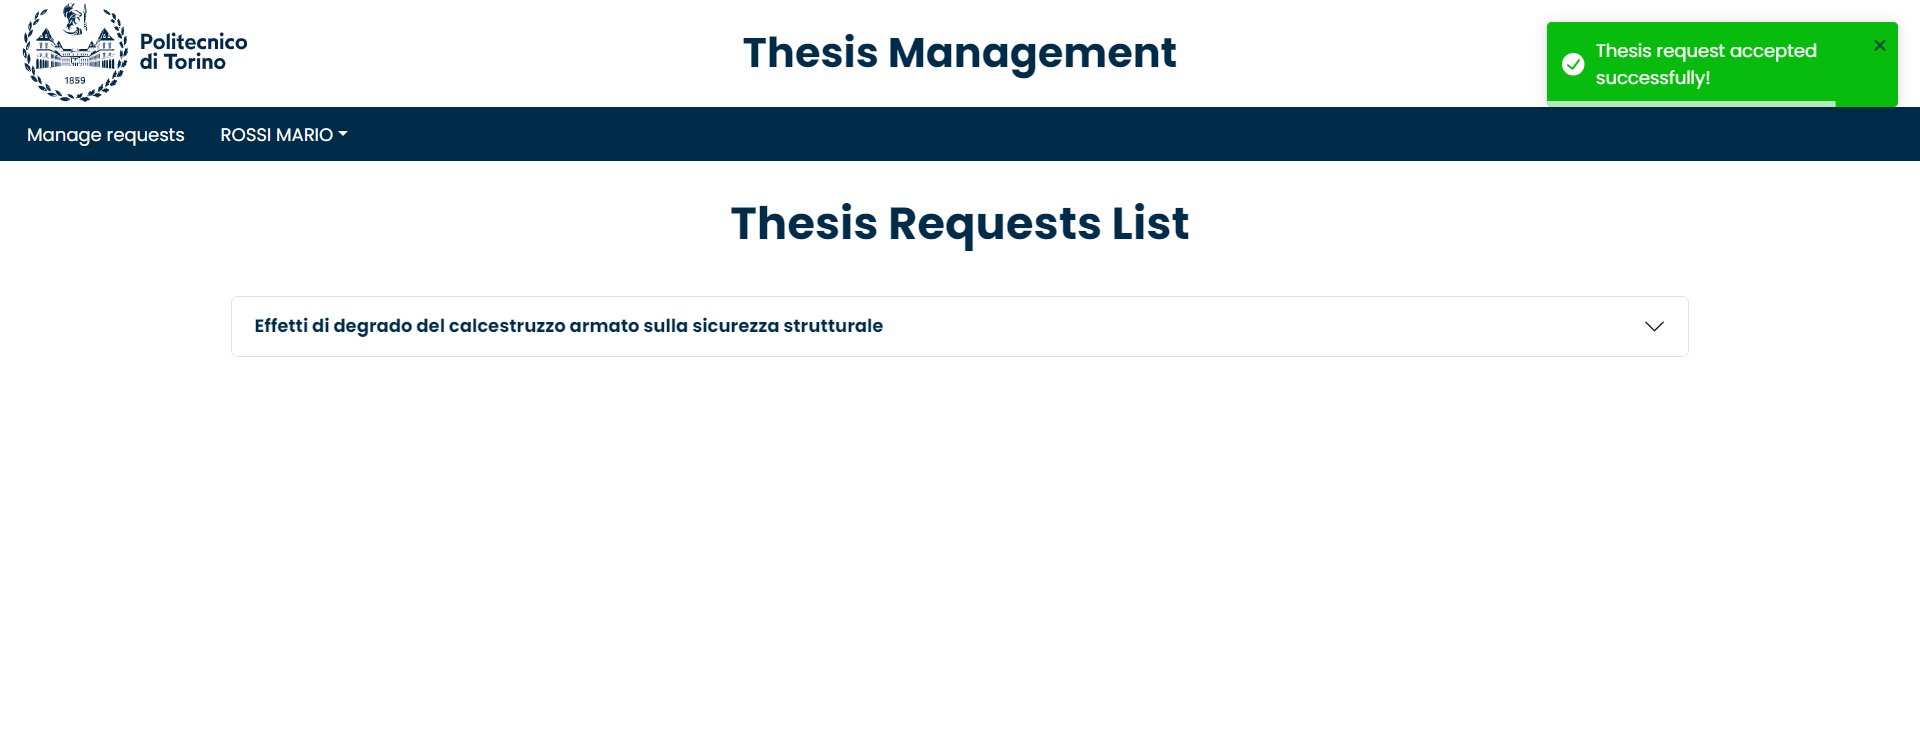 Politecnico
di Torino
1859
Thesis Management
Thesis request accepted
successfully!
Manage requests
ROSSI MARIO
Thesis Requests List
Effetti di degrado del calcestruzzo armato sulla sicurezza strutturale